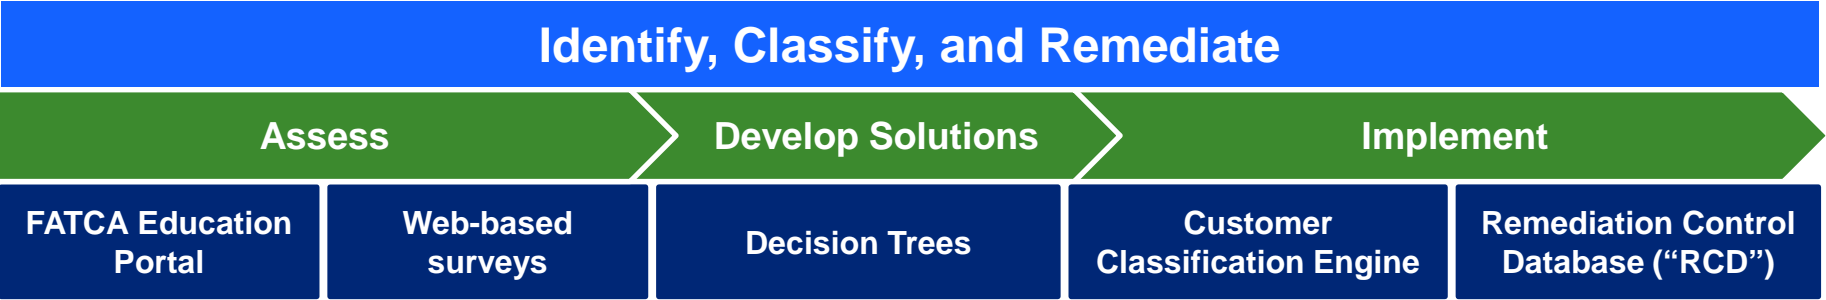 Identify, Classify, and Remediate
Assess
Develop Solutions
Implement
FATCA Education
Portal
Web-based
surveys
Decision Trees
Customer
Classification Engine
Remediation Control
Database (“RCD”)